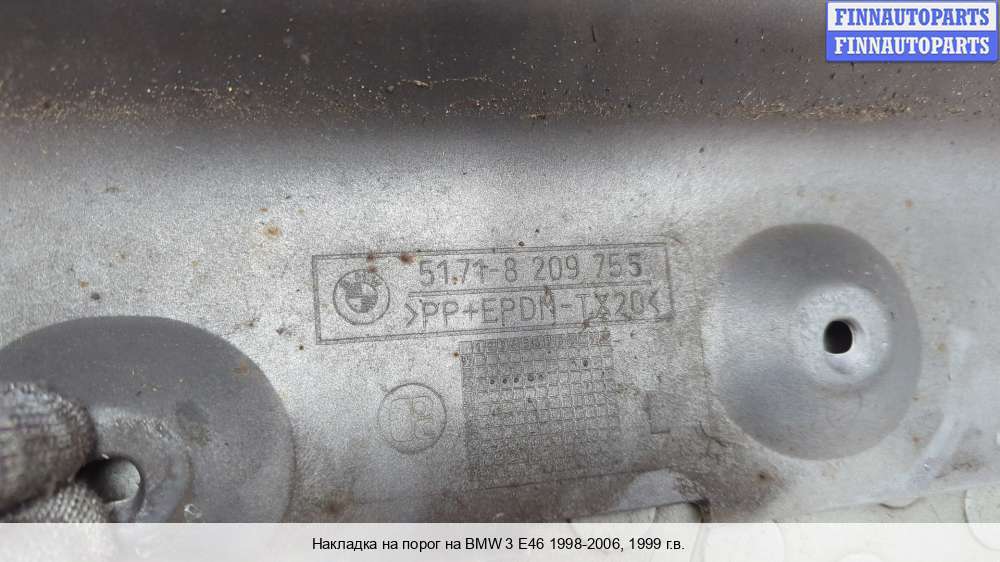 FINNAUTOPARTS
FINNAUTOPARTS
51.71-8 209 755
>PP+EPDM-TX20<
L
Накладка на порог на BMW 3 E46 1998-2006, 1999 г.в.